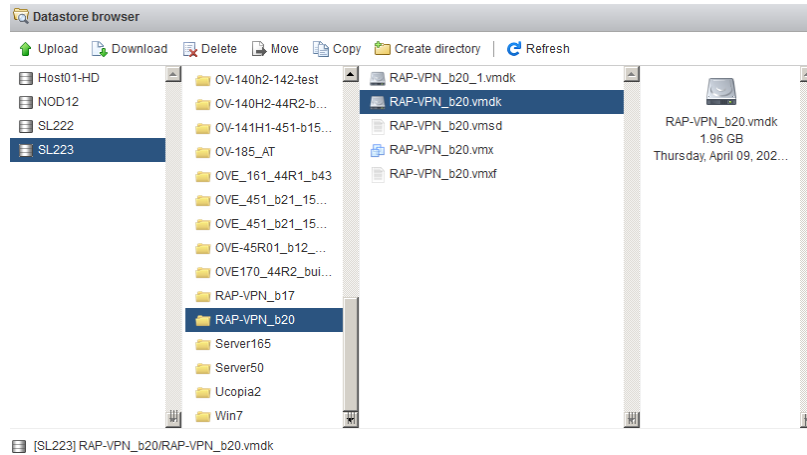 Datastore browser
Upload Download Delete Move Copy Create directory Refresh
Host01-HD
NOD12
SL222
SL223
OV-140h2-142-test
OV-140H2-44R2-b...
OV-141H1-451-b15...
OV-185_AT
OVE_161_44R1_b43
OVE_451_b21_15...
OVE_451_b21_15...
OVE-45R01_b12_...
OVE170_44R2_bui...
RAP-VPN_b17
RAP-VPN_b20
Server165
Server50
Ucopia2
Win7
RAP-VPN_b20_1.vmdk
RAP-VPN_b20.vmdk
RAP-VPN_b20.vmsd
RAP-VPN_b20.vmx
RAP-VPN_b20.vmxf
RAP-VPN_b20.vmdk
1.96 GB
Thursday, April 09, 202...
[SL223] RAP-VPN_b20/RAP-VPN_b20.vmdk